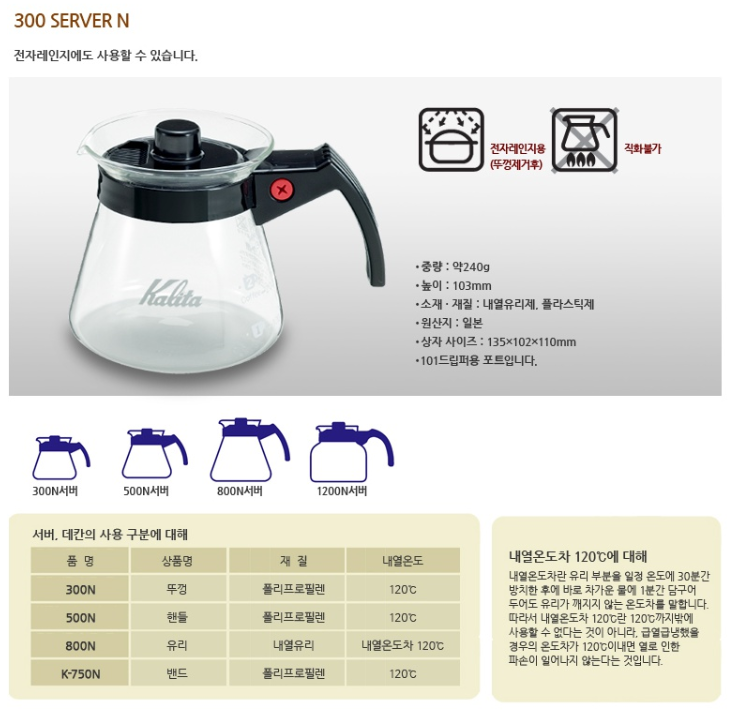 300 SERVER N
전자레인지에도 사용할 수 있습니다.
전자레인지용
(뚜껑제거후)
직화불가
Kalita
·중량 : 약240g
·높이 : 103mm
·소재 · 재질 : 내열유리제, 플라스틱제
·원산지 : 일본
·상자 사이즈 : 135×102×110mm
·101드립퍼용 포트입니다.
300N서버
500N서버
800N서버
1200N서버
서버, 데칸의 사용 구분에 대해
품 명 상품명 재 질 내열온도
300N 뚜껑 폴리프로필렌 120℃
500N 핸들 폴리프로필렌 120℃
800N 유리 내열유리 내열온도차 120℃
K-750N 밴드 폴리프로필렌 120℃
내열온도차 120℃에 대해
내열온도차란 유리 부분을 일정 온도에 30분간
방치한 후에 바로 차가운 물에 1분간 담구어
두어도 유리가 깨지지 않는 온도차를 말합니다.
따라서 내열온도차 120℃란 120℃까지밖에
사용할 수 없다는 것이 아니라, 급열급냉했을
경우의 온도차가 120℃이내면 열로 인한
파손이 일어나지 않는다는 것입니다.